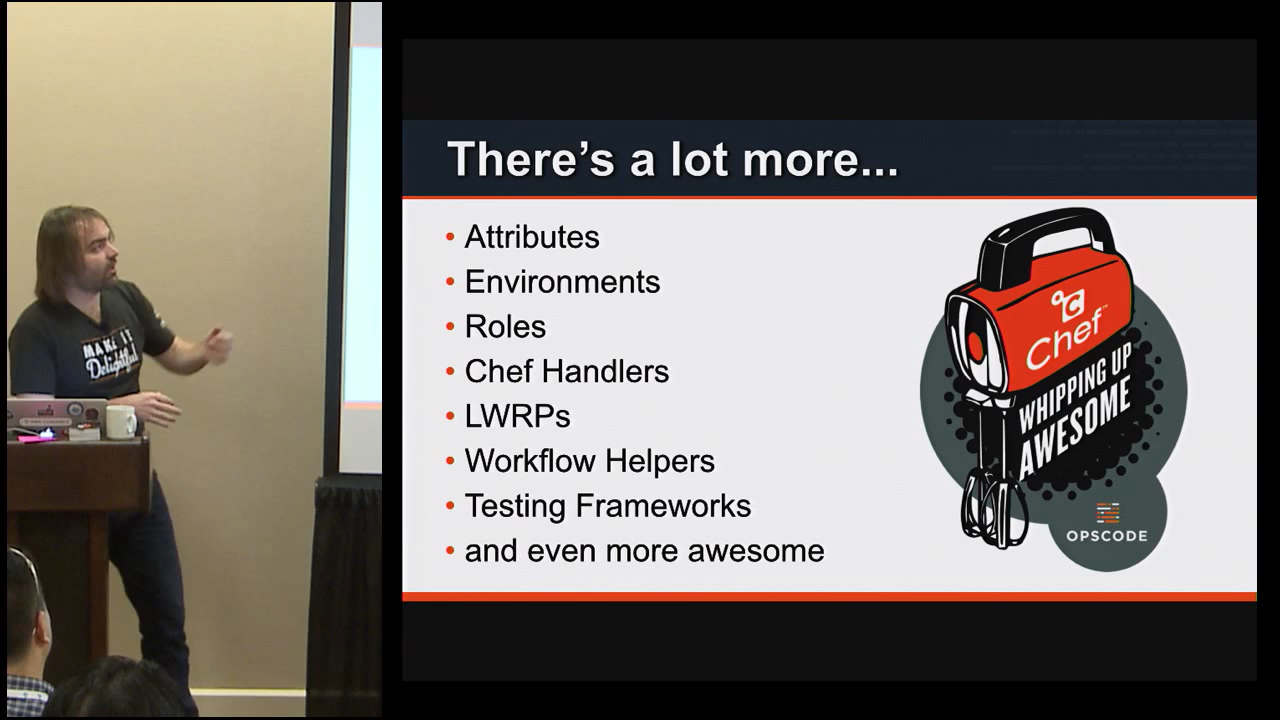 There's a lot more...
• Attributes
• Environments
• Roles
• Chef Handlers
• LWRPs
• Workflow Helpers
• Testing Frameworks
• and even more awesome
Chef™
WHIPPING UP
AWESOME
OPSCODE
MAKE IT
Delightful